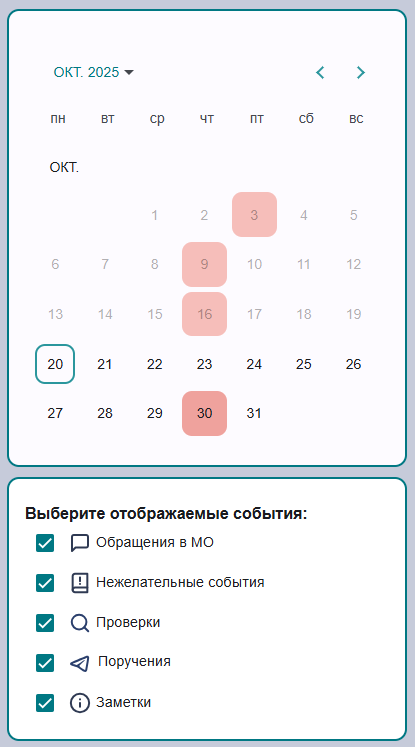 ОКТ. 2025
пн вт ср чт пт сб вс
ОКТ.
1 2 3 4 5
6 7 8 9 10 11 12
13 14 15 16 17 18 19
20 21 22 23 24 25 26
27 28 29 30 31
Выберите отображаемые события:
Обращения в МО
Нежелательные события
Проверки
Поручения
Заметки